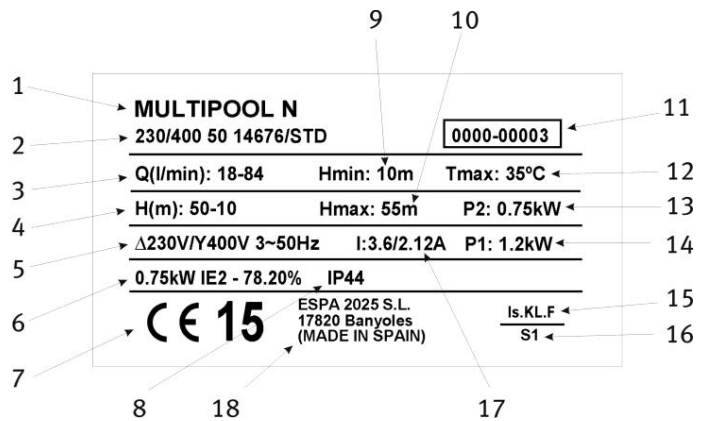 9 10
1 MULTIPOOL N 11
2 230/400 50 14676/STD 0000-00003
3 Q(l/min): 18-84 Hmin: 10m Tmax: 35ºC 12
4 H(m): 50-10 Hmax: 55m P2: 0.75kW 13
5 Δ230V/Y400V 3~50Hz I:3.6/2.12A P1: 1.2kW 14
6 0.75kW IE2 - 78.20% IP44
7 CE 15 ESPA 2025 S.L. Is.KL.F 15
17820 Banyoles
(MADE IN SPAIN) S1 16
8 18 17